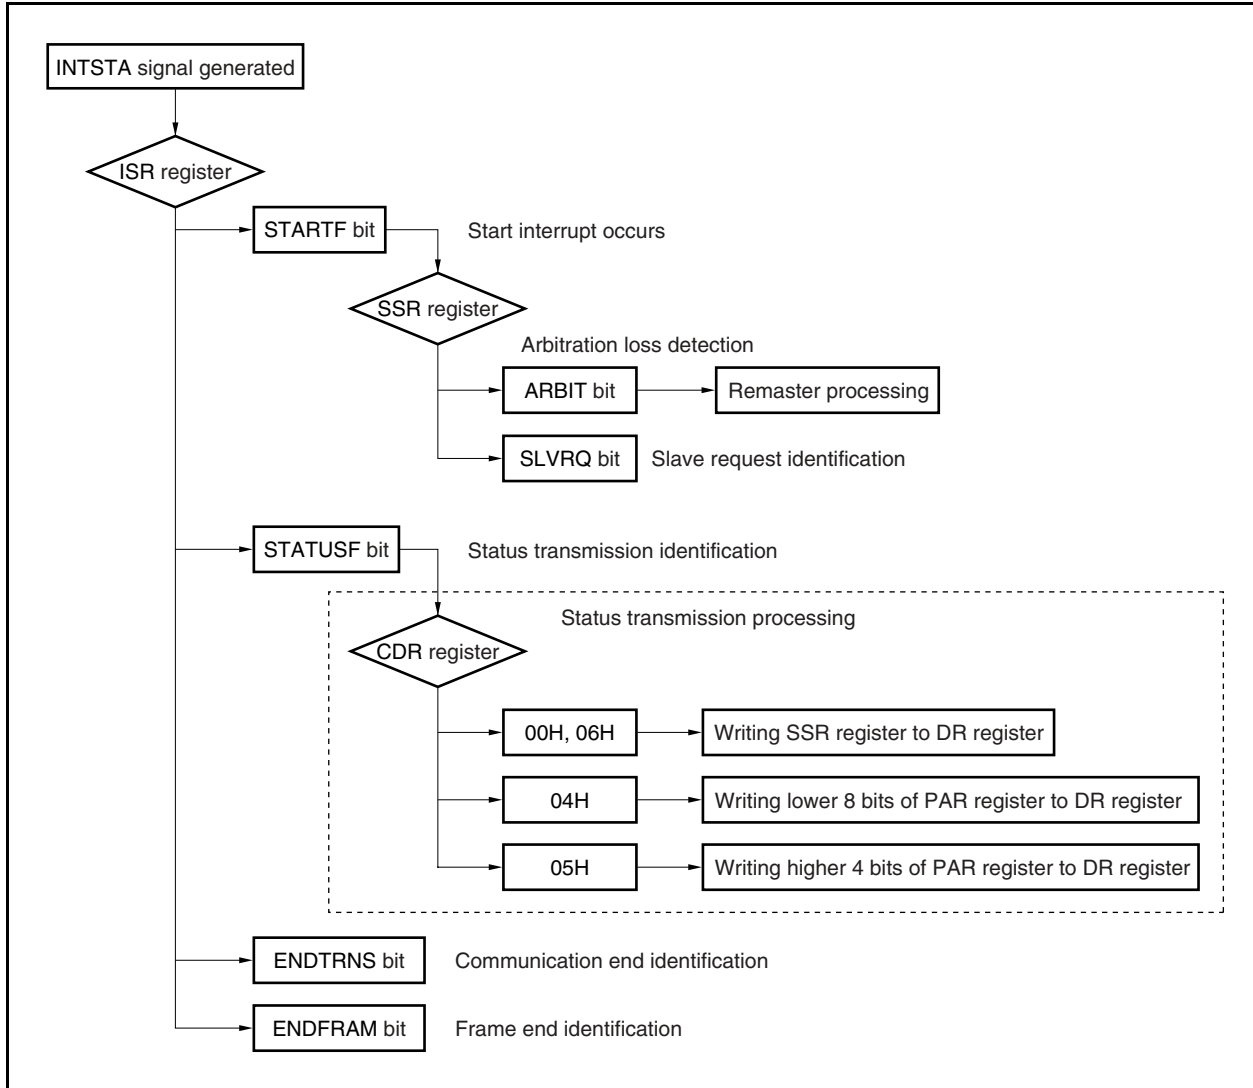 INTSTA signal generated
ISR register
STARTF bit
Start interrupt occurs
SSR register
Arbitration loss detection
ARBIT bit
Remaster processing
SLVRQ bit
Slave request identification
STATUSF bit
Status transmission identification
Status transmission processing
CDR register
00H, 06H
Writing SSR register to DR register
04H
Writing lower 8 bits of PAR register to DR register
05H
Writing higher 4 bits of PAR register to DR register
ENDTRNS bit
Communication end identification
ENDFRAM bit
Frame end identification